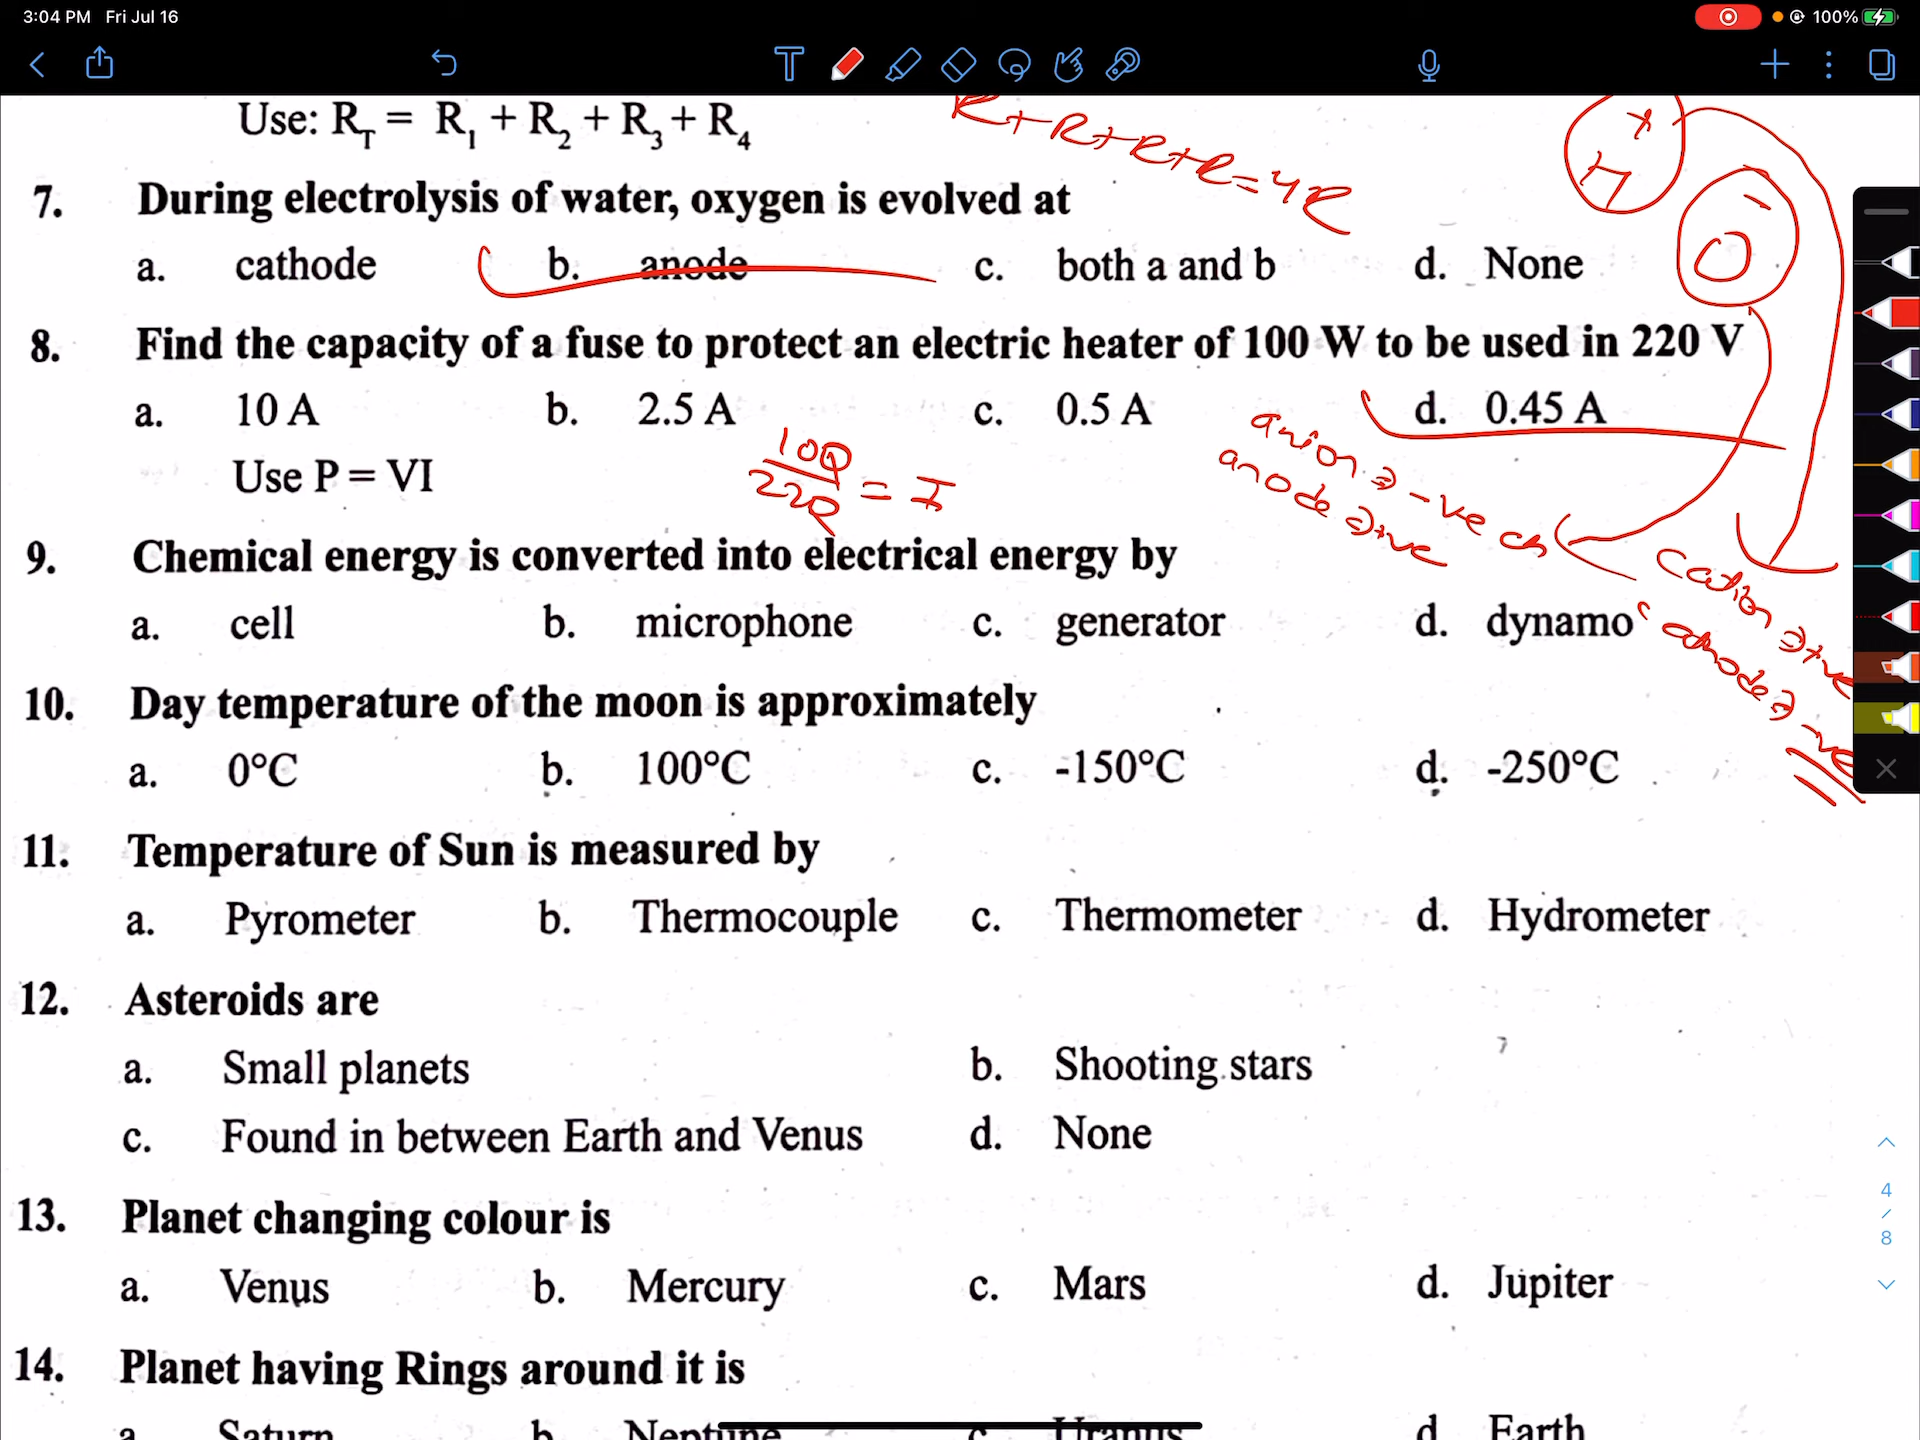 3:04 PM Fri Jul 16
100%
T
Use: R_T = R₁ + R₂ + R₃ + R₄
R+R+R+R=4R
+
H
-
O
7. During electrolysis of water, oxygen is evolved at
a. cathode b. anode c. both a and b d. None
8. Find the capacity of a fuse to protect an electric heater of 100 W to be used in 220 V
a. 10 A b. 2.5 A c. 0.5 A d. 0.45 A
Use P = VI
100/220 = I
anion ⇒ -ve
anode ⇒ +ve
Cation ⇒ +ve
cathode ⇒ -ve
9. Chemical energy is converted into electrical energy by
a. cell b. microphone c. generator d. dynamo
10. Day temperature of the moon is approximately
a. 0°C b. 100°C c. -150°C d. -250°C
11. Temperature of Sun is measured by
a. Pyrometer b. Thermocouple c. Thermometer d. Hydrometer
12. Asteroids are
a. Small planets b. Shooting stars
c. Found in between Earth and Venus d. None
13. Planet changing colour is
a. Venus b. Mercury c. Mars d. Jupiter
14. Planet having Rings around it is
a. Saturn b. Neptune c. Uranus d. Earth
4
/
8